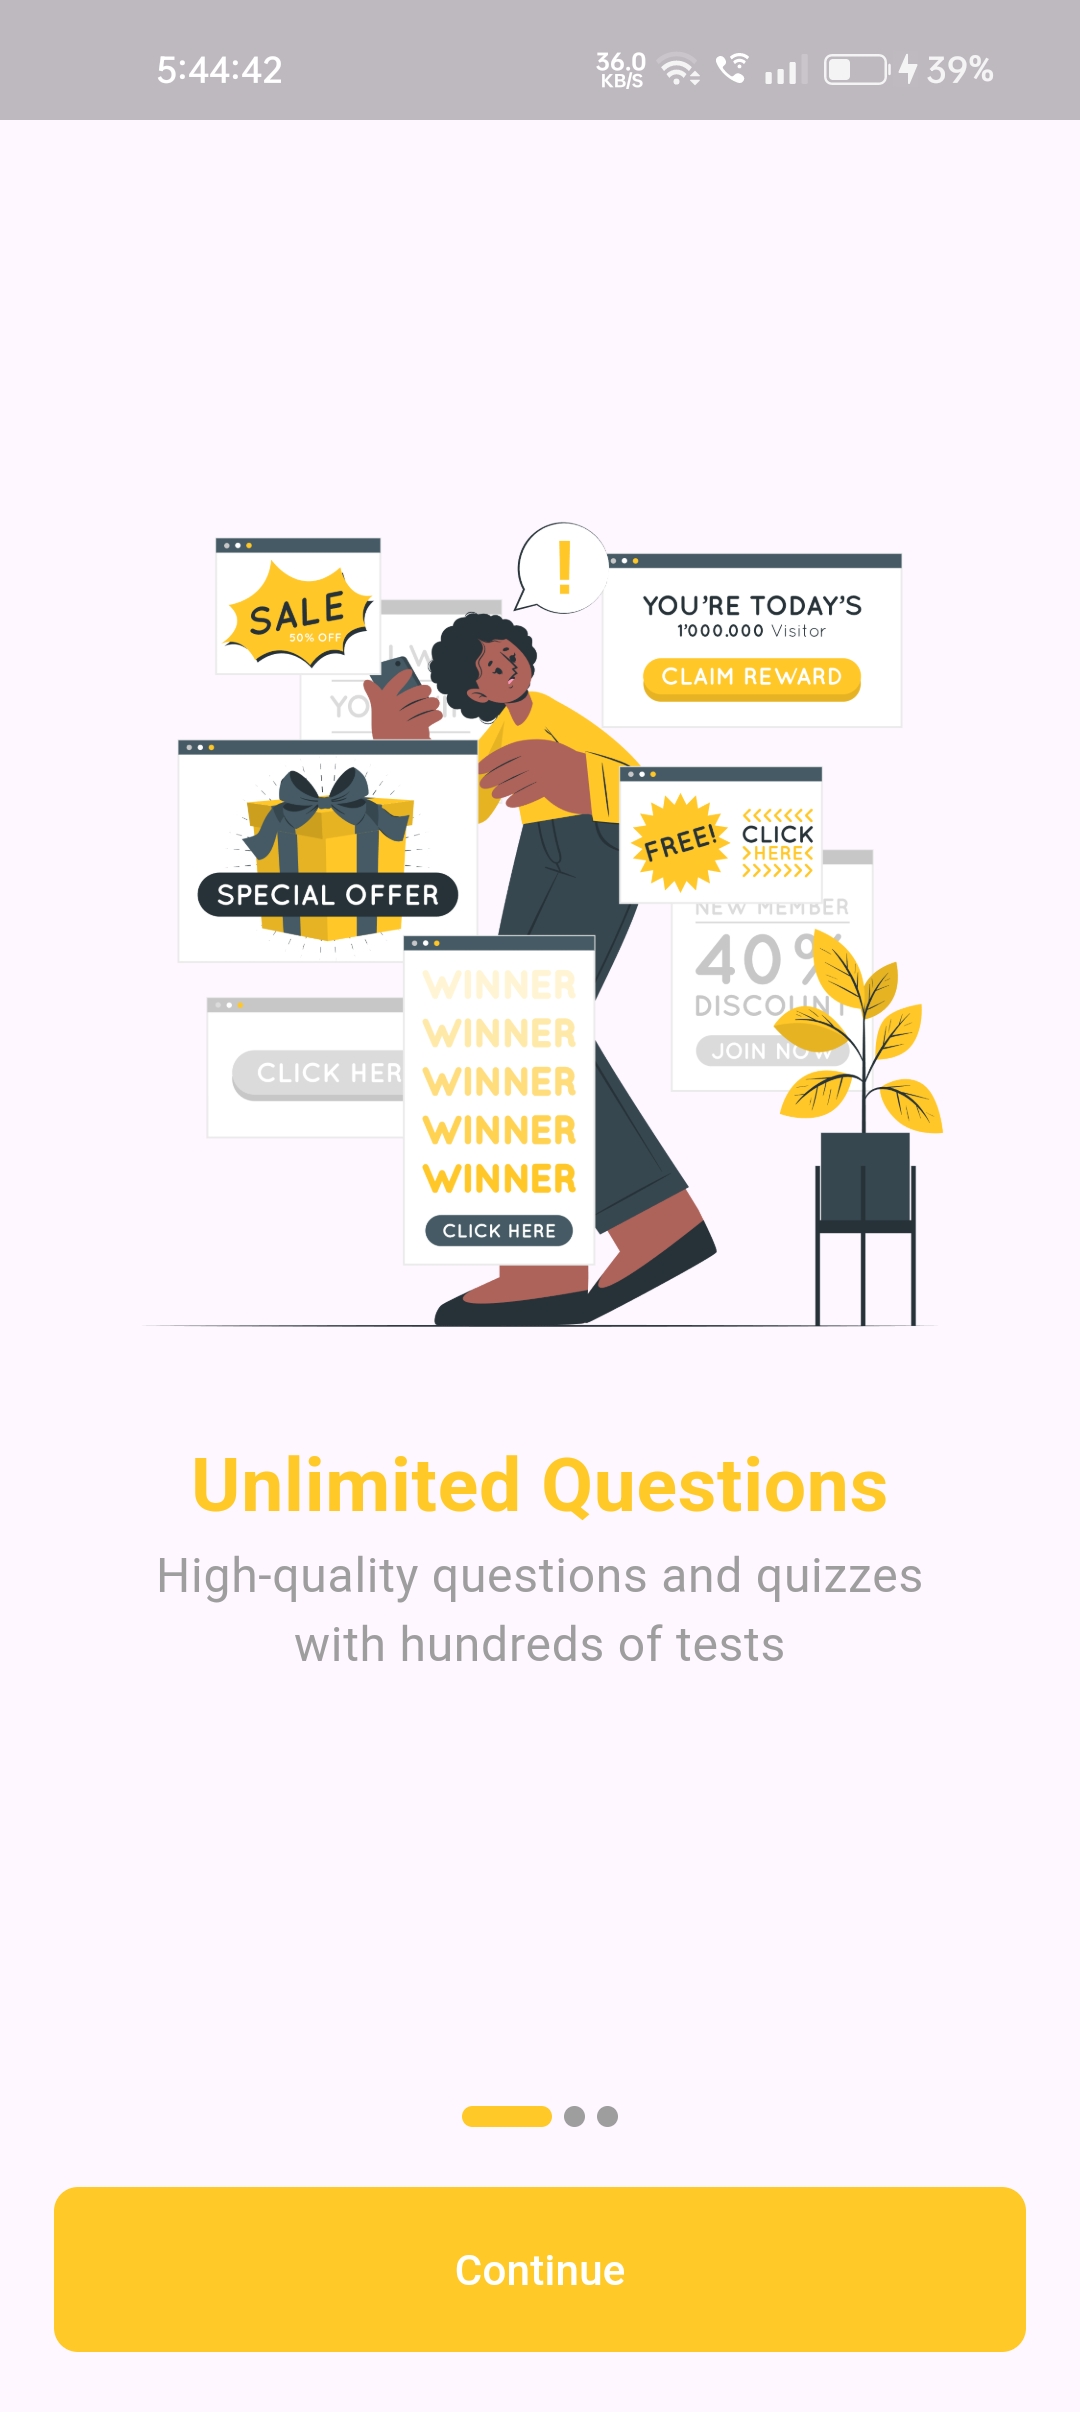 5:44:42
36.0
KB/S
39%
!
SALE
50% OFF
YOU'RE TODAY'S
1'000.000 Visitor
CLAIM REWARD
SPECIAL OFFER
FREE!
CLICK
HERE
NEW MEMBER
40%
DISCOUNT
JOIN NOW
CLICK HER
WINNER
WINNER
WINNER
WINNER
WINNER
CLICK HERE
Unlimited Questions
High-quality questions and quizzes
with hundreds of tests
Continue